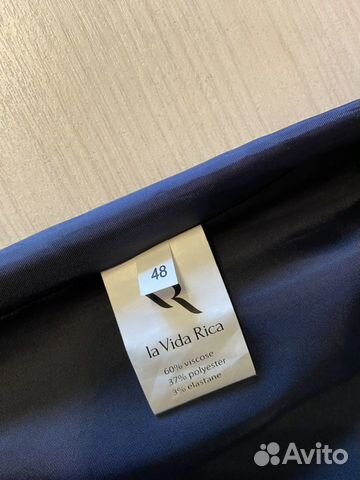 48
la Vida Rica
60% viscose
37% polyester
3% elastane
Avito